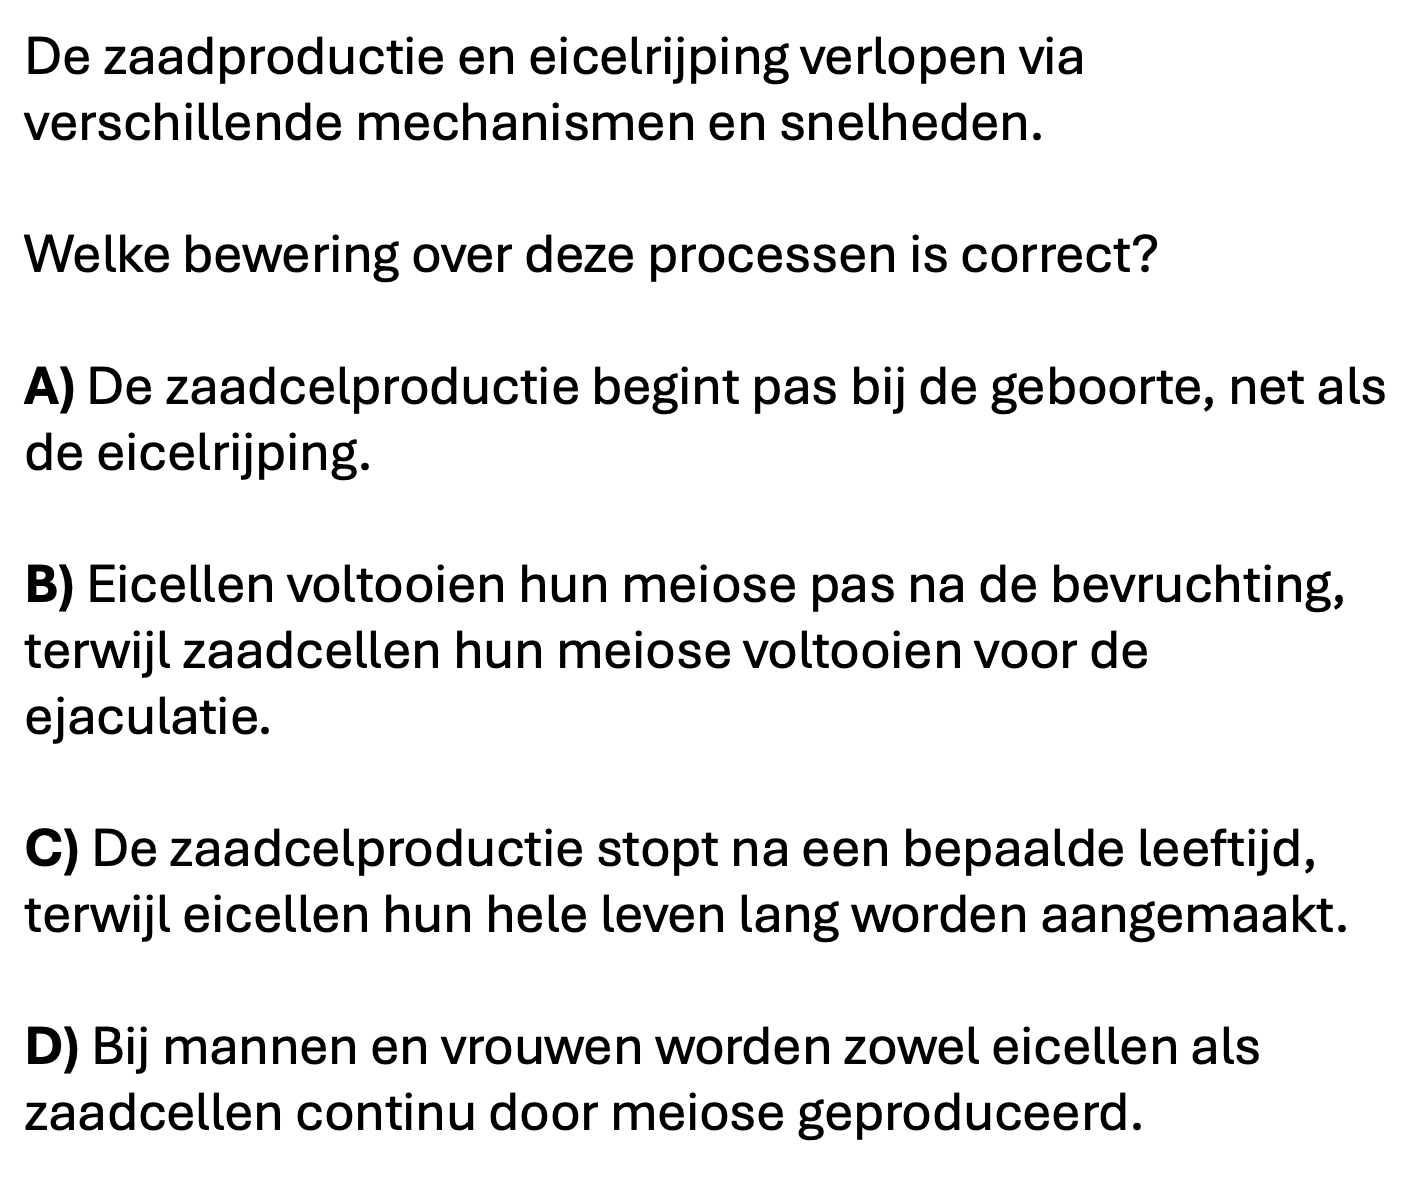 De zaadproductie en eicelrijping verlopen via
verschillende mechanismen en snelheden.
Welke bewering over deze processen is correct?
A) De zaadcelproductie begint pas bij de geboorte, net als
de eicelrijping.
B) Eicellen voltooien hun meiose pas na de bevruchting,
terwijl zaadcellen hun meiose voltooien voor de
ejaculatie.
C) De zaadcelproductie stopt na een bepaalde leeftijd,
terwijl eicellen hun hele leven lang worden aangemaakt.
D) Bij mannen en vrouwen worden zowel eicellen als
zaadcellen continu door meiose geproduceerd.